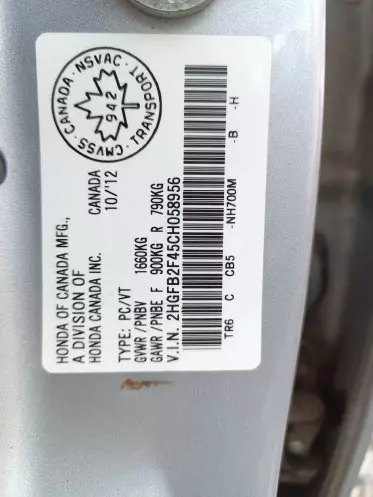 CANADA · NSVAC · TRANSPORT · CMVSS ·
942
HONDA OF CANADA MFG.,
A DIVISION OF
HONDA CANADA INC. CANADA
10/'12
TYPE: PC/VT
GVWR /PNBV 1660KG
GAWR /PNBE F 900KG R 790KG
V.I.N. 2HGFB2F45CH058956
TR6 C CB5 -NH700M -B -H